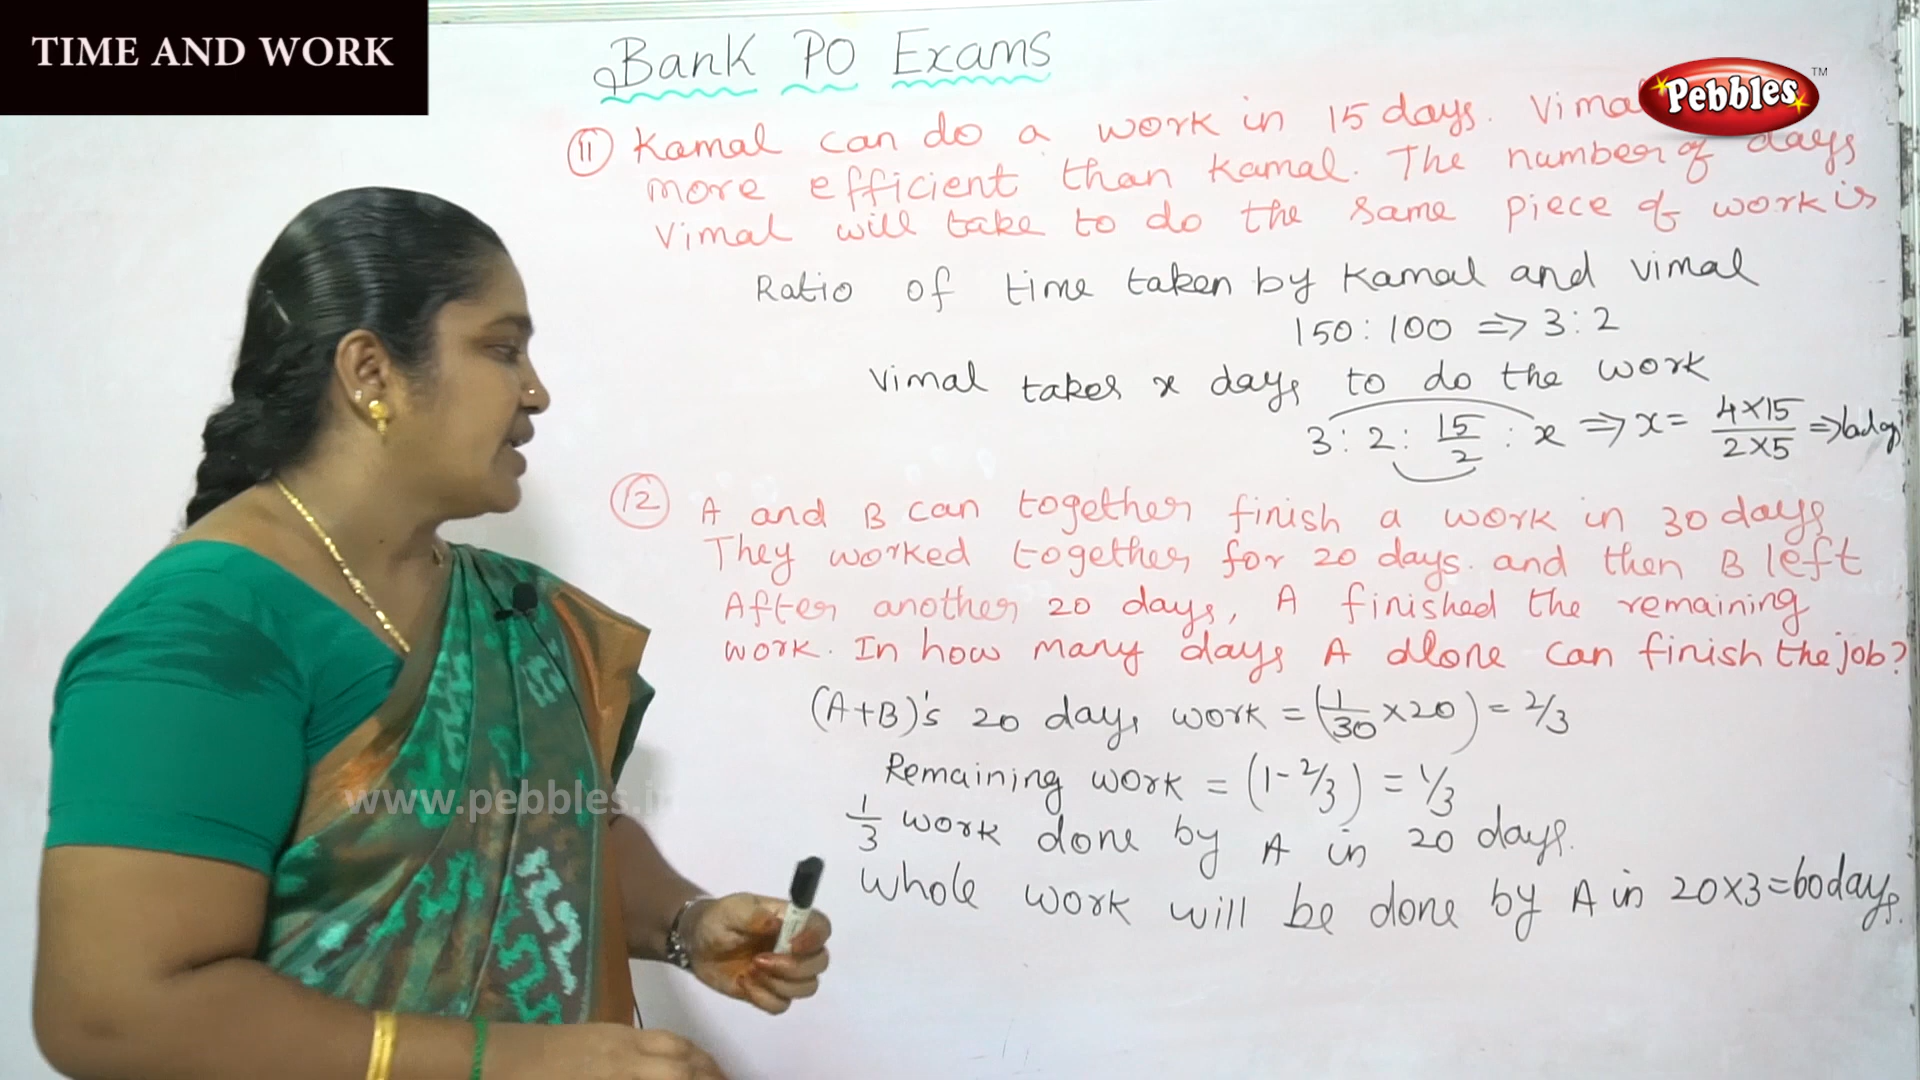 TIME AND WORK
Bank PO Exams
Pebbles TM
11 Kamal can do a work in 15 days. Vima
more efficient than Kamal. The number of days
Vimal will take to do the same piece of work is
Ratio of time taken by Kamal and Vimal
150 : 100 => 3 : 2
Vimal takes x days to do the work
3 : 2 : 15/2 : x => x = 4×15/2×5 =>
12 A and B can together finish a work in 30 days
They worked together for 20 days. and then B left
After another 20 days, A finished the remaining
work. In how many days A alone can finish the job?
(A+B)'s 20 days work = (1/30 × 20) = 2/3
Remaining work = (1 - 2/3) = 1/3
1/3 work done by A in 20 days.
Whole work will be done by A in 20×3=60days.
www.pebbles.i